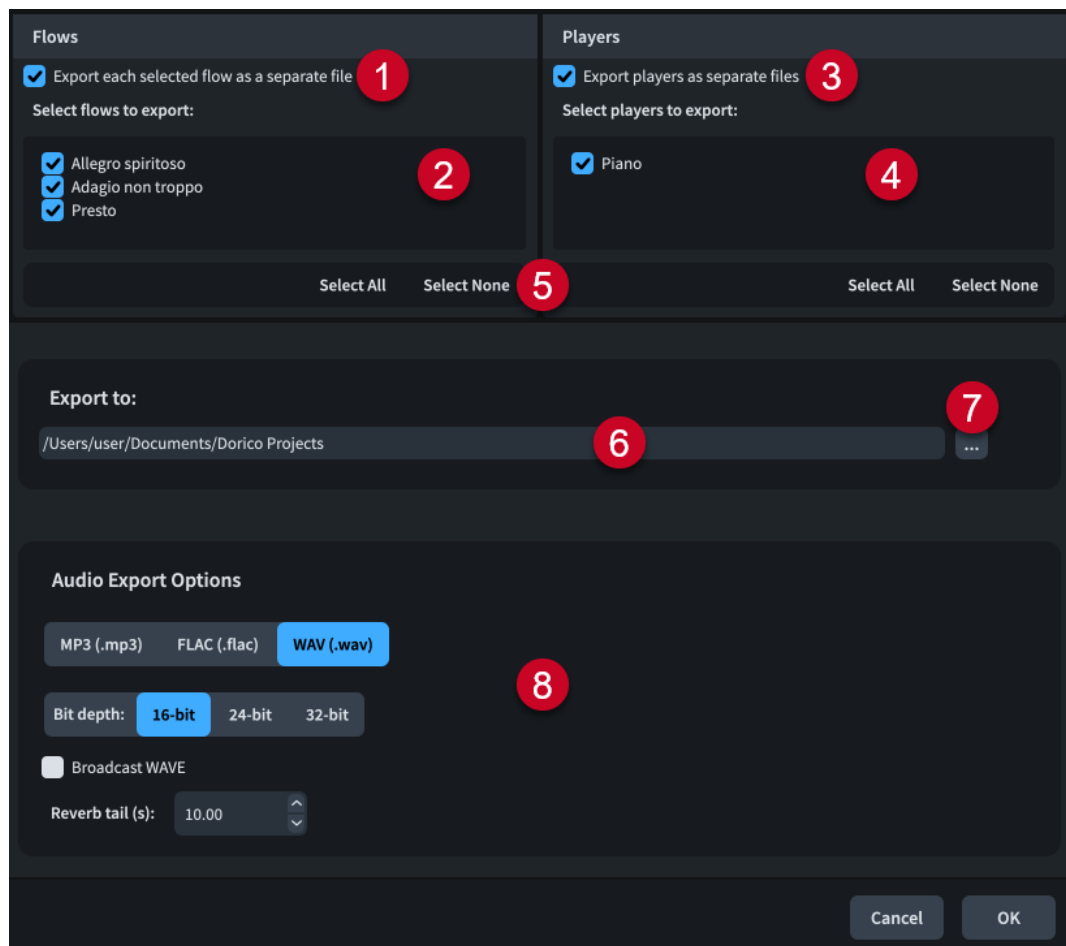 Flows
Export each selected flow as a separate file
1
Select flows to export:
Allegro spiritoso
Adagio non troppo
Presto
2
Select All Select None
Players
Export players as separate files
3
Select players to export:
Piano
4
5
Select All Select None
Export to:
7
/Users/user/Documents/Dorico Projects
6
...
Audio Export Options
MP3 (.mp3) FLAC (.flac) WAV (.wav)
8
Bit depth: 16-bit 24-bit 32-bit
Broadcast WAVE
Reverb tail (s): 10.00
Cancel OK